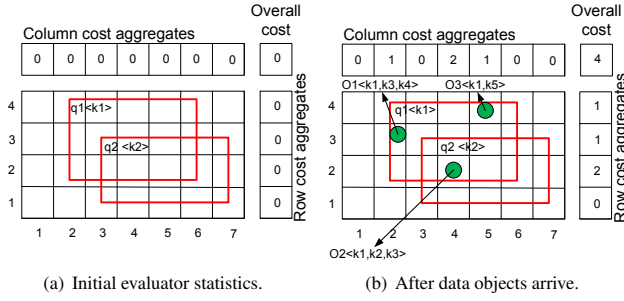 Column cost aggregates
Overall
cost
0 0 0 0 0 0 0
0
4
3
2
1
q1<k1>
q2 <k2>
0
0
0
0
Row cost aggregates
1 2 3 4 5 6 7
(a) Initial evaluator statistics.
Column cost aggregates
Overall
cost
0 1 0 2 1 0 0
4
O1<k1,k3,k4>
O3<k1,k5>
4
3
2
1
q1<k1>
q2 <k2>
1
1
2
0
Row cost aggregates
1 2 3 4 5 6 7
O2<k1,k2,k3>
(b) After data objects arrive.